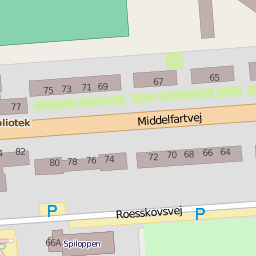 75 73 71 69
67
65
77
Middelfartvej
bliotek
4 82
80 78 76 74
72 70 68 66 64
P
Roesskovsvej
P
66A
Spiloppen